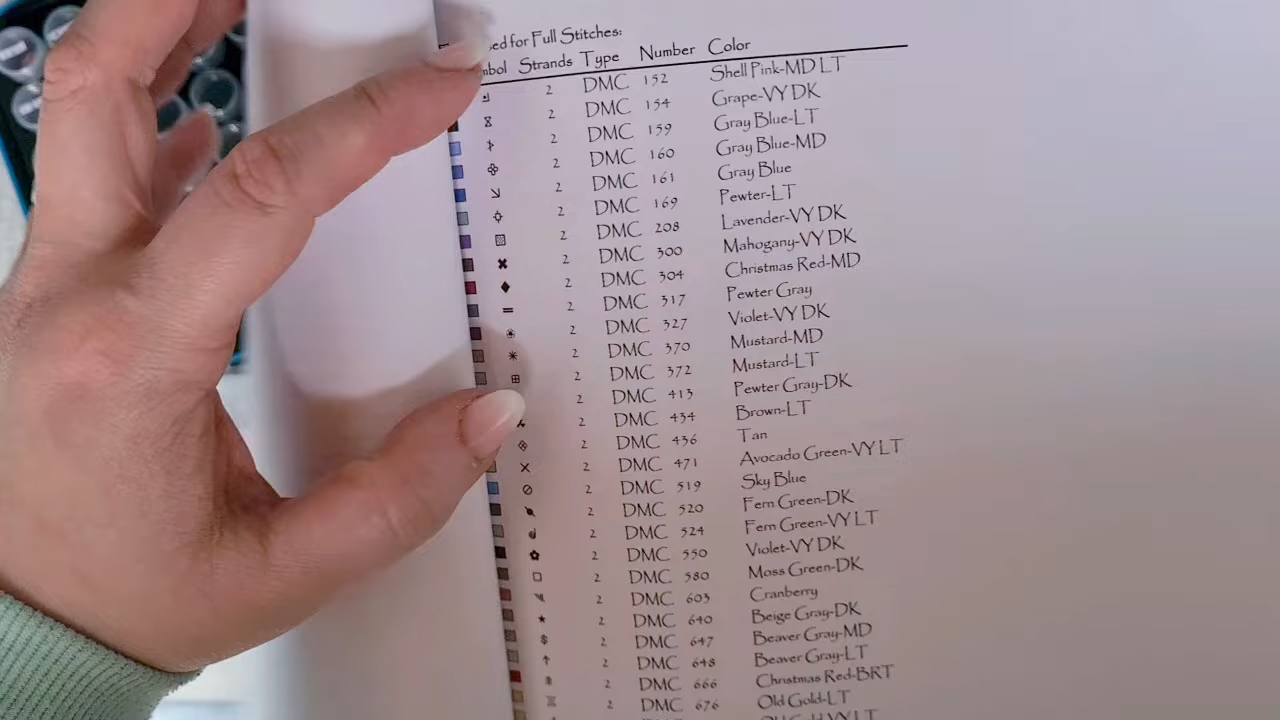 ed for Full Stitches:
mbol Strands Type Number Color
2 DMC 152 Shell Pink-MD LT
2 DMC 154 Grape-VY DK
2 DMC 159 Gray Blue-LT
2 DMC 160 Gray Blue-MD
2 DMC 161 Gray Blue
2 DMC 169 Pewter-LT
2 DMC 208 Lavender-VY DK
2 DMC 300 Mahogany-VY DK
2 DMC 304 Christmas Red-MD
2 DMC 317 Pewter Gray
2 DMC 327 Violet-VY DK
2 DMC 370 Mustard-MD
2 DMC 372 Mustard-LT
2 DMC 413 Pewter Gray-DK
2 DMC 434 Brown-LT
2 DMC 436 Tan
2 DMC 471 Avocado Green-VY LT
2 DMC 519 Sky Blue
2 DMC 520 Fern Green-DK
2 DMC 524 Fern Green-VY LT
2 DMC 550 Violet-VY DK
2 DMC 580 Moss Green-DK
2 DMC 603 Cranberry
2 DMC 640 Beige Gray-DK
2 DMC 647 Beaver Gray-MD
2 DMC 648 Beaver Gray-LT
2 DMC 666 Christmas Red-BRT
2 DMC 676 Old Gold-LT